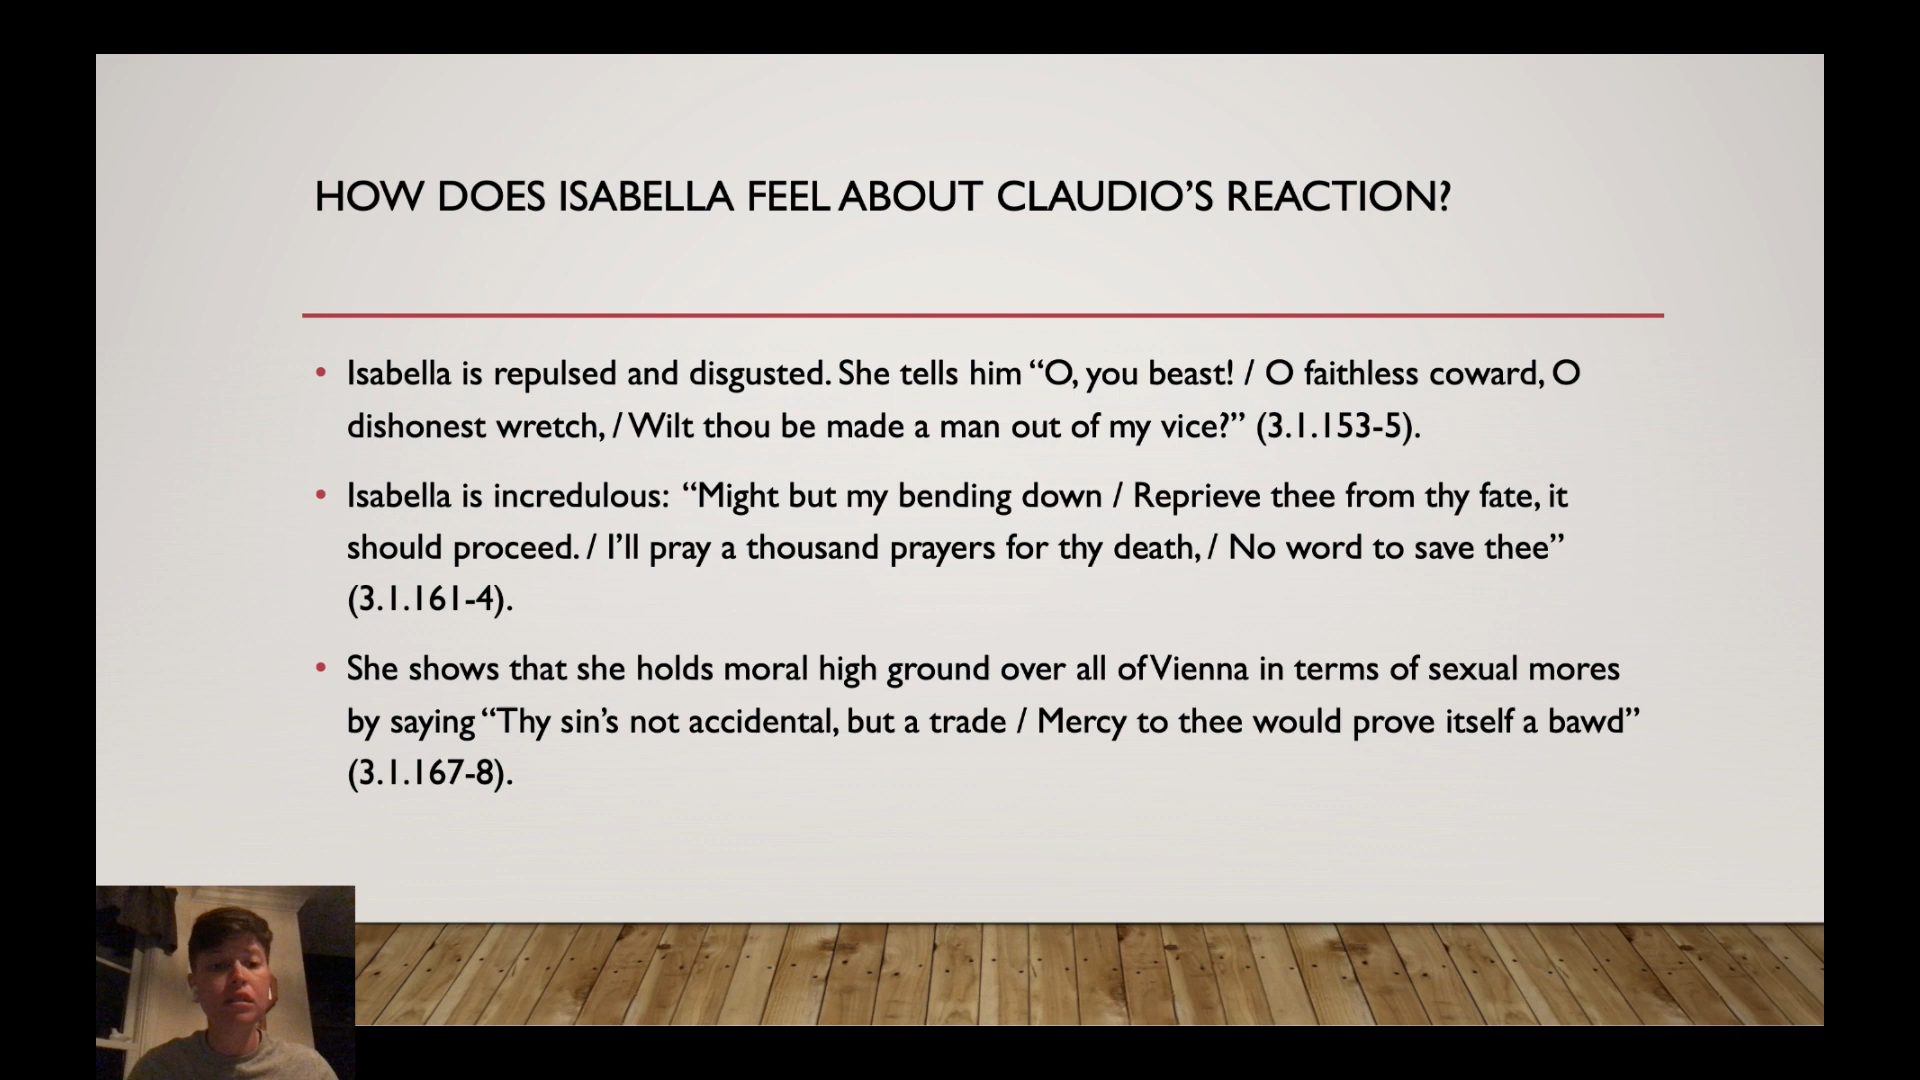 HOW DOES ISABELLA FEEL ABOUT CLAUDIO’S REACTION?
• Isabella is repulsed and disgusted. She tells him “O, you beast! / O faithless coward, O
dishonest wretch, / Wilt thou be made a man out of my vice?” (3.1.153-5).
• Isabella is incredulous: “Might but my bending down / Reprieve thee from thy fate, it
should proceed. / I’ll pray a thousand prayers for thy death, / No word to save thee”
(3.1.161-4).
• She shows that she holds moral high ground over all of Vienna in terms of sexual mores
by saying “Thy sin’s not accidental, but a trade / Mercy to thee would prove itself a bawd”
(3.1.167-8).